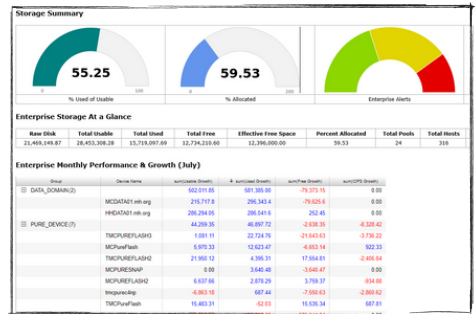 Storage Summary
55.25
0 100
% Used of Usable
59.53
0 200
% Allocated
Enterprise Alerts
Enterprise Storage At a Glance
Raw Disk Total Usable Total Used Total Free Effective Free Space Percent Allocated Total Pools Total Hosts
21,469,149.87 28,453,308.28 15,719,097.69 12,734,210.60 12,396,000.00 59.53 24 316
Enterprise Monthly Performance & Growth (July)
Group Device Name sum(Usable Growth) sum(Used Growth) sum(Free Growth) sum(IOPS Growth)
DATA_DOMAIN(2) 502,011.85 581,385.00 -79,373.15 0.00
MCDATA01.mh.org 215,717.8 295,343.4 -79,625.6 0.00
HHDATA01.mh.org 286,294.05 286,041.6 252.45 0.00
PURE_DEVICE(7) 44,259.35 46,897.72 -2,638.35 -8,328.42
TMCPUREFLASH3 1,081.11 22,724.76 -21,643.63 -3,736.22
MCPureFlash 5,970.33 12,623.47 -6,653.14 922.33
TMCPUREFLASH2 21,950.12 4,395.31 17,554.81 -2,406.84
MCPURESNAP 0.00 3,640.48 -3,640.47 0.00
MCPUREFLASH2 6,637.66 2,878.29 3,759.37 -934.88
tmcpurec4np -6,863.18 687.44 -7,550.63 -2,860.62
TMCPureFlash 15,483.31 -52.03 15,535.34 687.81